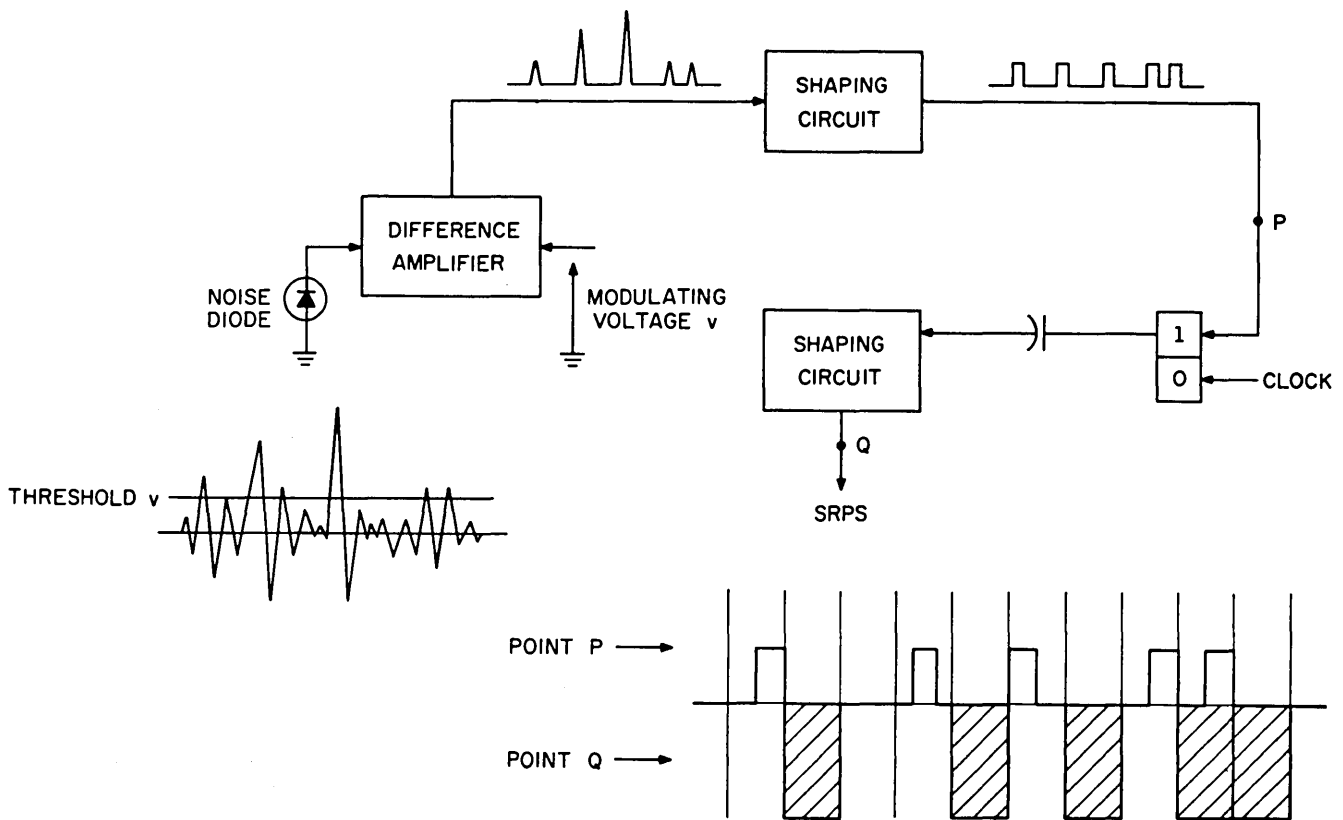 SHAPING
CIRCUIT
P
DIFFERENCE
AMPLIFIER
NOISE
DIODE
MODULATING
VOLTAGE v
SHAPING
CIRCUIT
1
0
CLOCK
Q
SRPS
THRESHOLD v
POINT P
POINT Q